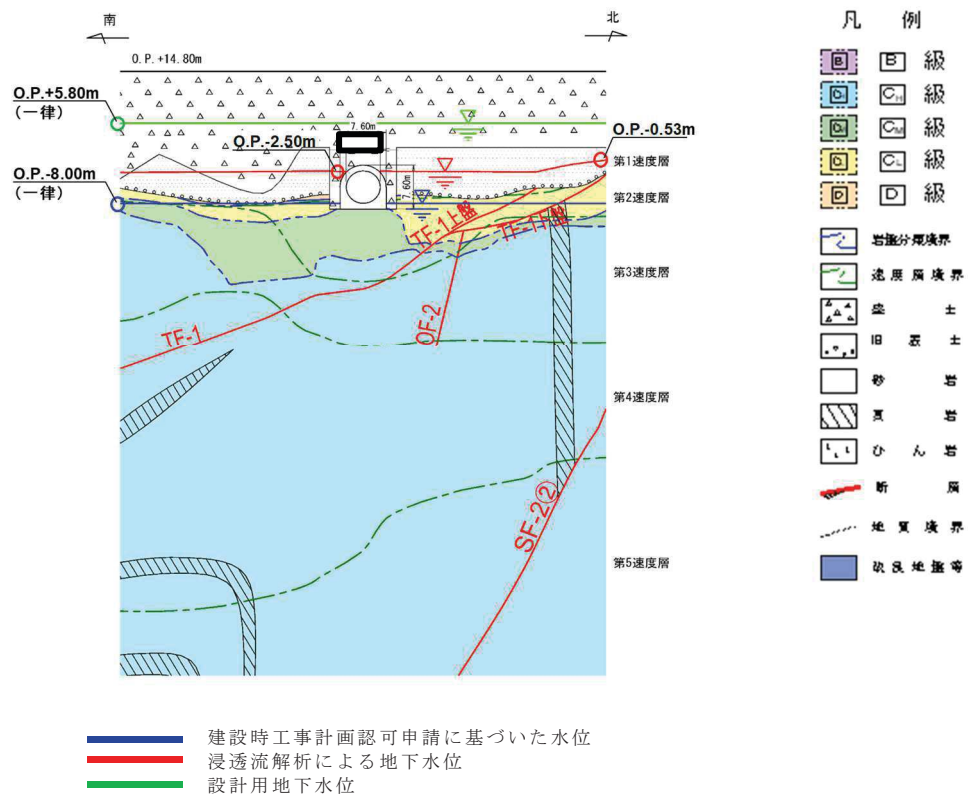 南
北
O.P.+14.80m
O.P.+5.80m
(一律)
7.60m
O.P.-2.50m
O.P.-0.53m
第1速度層
O.P.-8.00m
(一律)
第2速度層
TF-1上盤
TF-1下盤
第3速度層
OF-2
TF-1
第4速度層
SF-2②
第5速度層
凡 例
B B 級
CH 級
CM 級
CL 級
D D 級
岩盤分類境界
速度層境界
盛 土
旧 表 土
砂 岩
頁 岩
ひ ん 岩
断 層
地 質 境 界
改良地盤等
建設時工事計画認可申請に基づいた水位
浸透流解析による地下水位
設計用地下水位